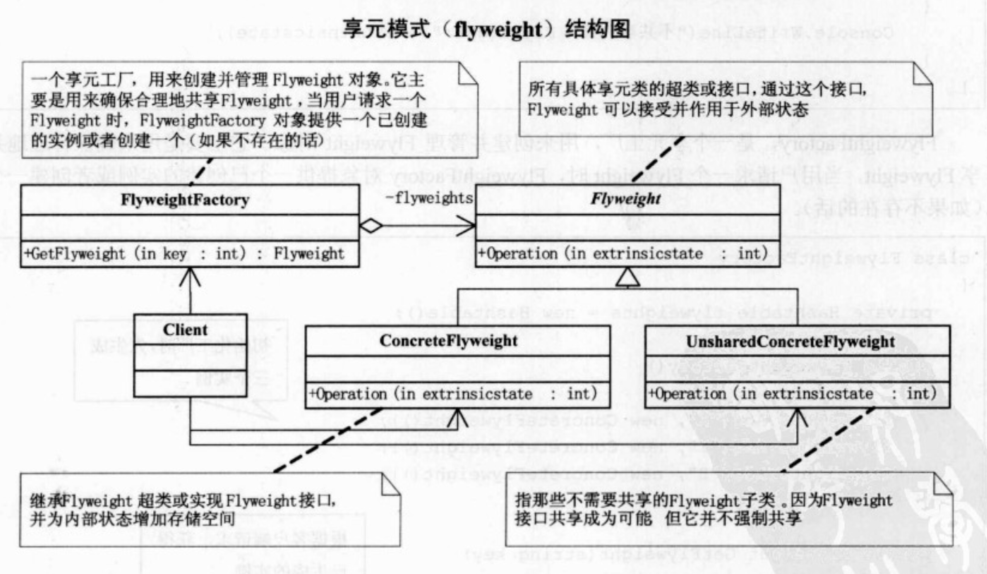 享元模式（flyweight）结构图
一个享元工厂，用来创建并管理 Flyweight 对象。它主
要是用来确保合理地共享Flyweight，当用户请求一个
Flyweight 时，FlyweightFactory 对象提供一个已创建
的实例或者创建一个（如果不存在的话）
所有具体享元类的超类或接口，通过这个接口，
Flyweight 可以接受并作用于外部状态
FlyweightFactory
-flyweights
Flyweight
+GetFlyweight (in key : int) : Flyweight
+Operation (in extrinsicstate : int)
Client
ConcreteFlyweight
UnsharedConcreteFlyweight
+Operation (in extrinsicstate : int)
+Operation (in extrinsicstate : int)
继承Flyweight 超类或实现 Flyweight接口，
并为内部状态增加存储空间
指那些不需要共享的Flyweight子类。因为Flyweight
接口共享成为可能 但它并不强制共享